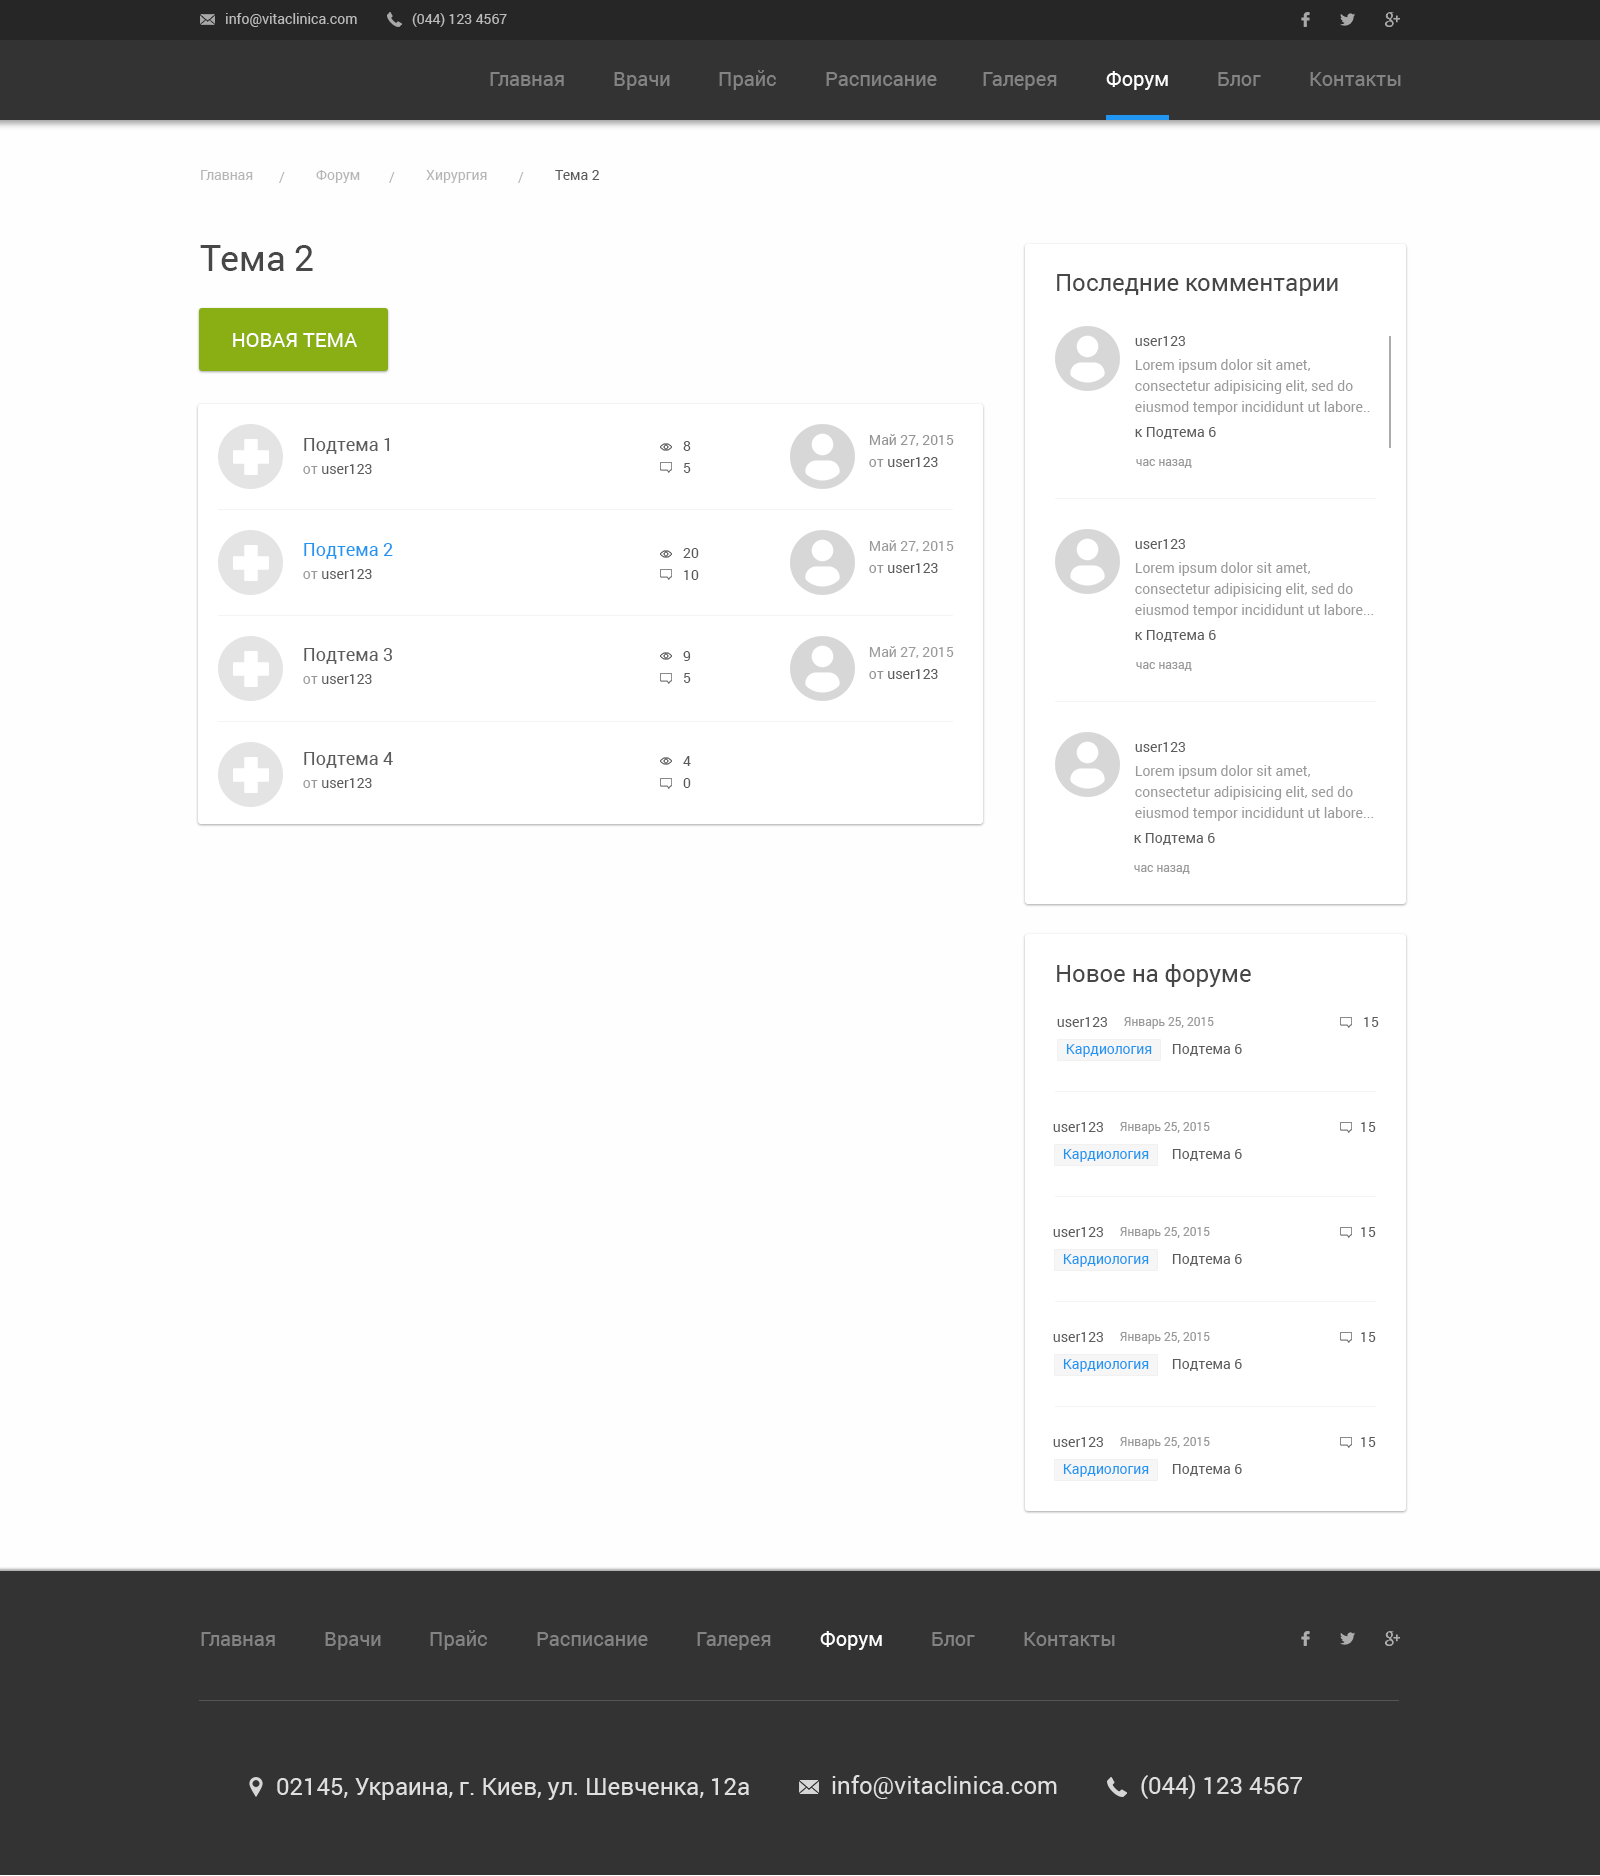 info@vitaclinica.com (044) 123 4567
Главная Врачи Прайс Расписание Галерея Форум Блог Контакты
Главная / Форум / Хирургия / Тема 2
Тема 2
НОВАЯ ТЕМА
Подтема 1
от user123
8
5
Май 27, 2015
от user123
Подтема 2
от user123
20
10
Май 27, 2015
от user123
Подтема 3
от user123
9
5
Май 27, 2015
от user123
Подтема 4
от user123
4
0
Последние комментарии
user123
Lorem ipsum dolor sit amet,
consectetur adipisicing elit, sed do
eiusmod tempor incididunt ut labore..
к Подтема 6
час назад
user123
Lorem ipsum dolor sit amet,
consectetur adipisicing elit, sed do
eiusmod tempor incididunt ut labore...
к Подтема 6
час назад
user123
Lorem ipsum dolor sit amet,
consectetur adipisicing elit, sed do
eiusmod tempor incididunt ut labore...
к Подтема 6
час назад
Новое на форуме
user123 Январь 25, 2015 15
Кардиология Подтема 6
user123 Январь 25, 2015 15
Кардиология Подтема 6
user123 Январь 25, 2015 15
Кардиология Подтема 6
user123 Январь 25, 2015 15
Кардиология Подтема 6
user123 Январь 25, 2015 15
Кардиология Подтема 6
Главная Врачи Прайс Расписание Галерея Форум Блог Контакты
02145, Украина, г. Киев, ул. Шевченка, 12а info@vitaclinica.com (044) 123 4567